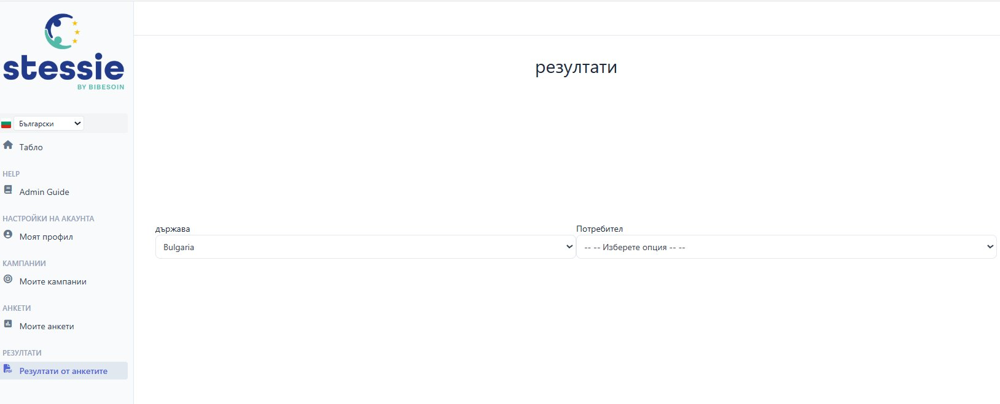 stessie
BY BIBESOIN
Български
Табло
HELP
Admin Guide
НАСТРОЙКИ НА АКАУНТА
Моят профил
КАМПАНИИ
Моите кампании
АНКЕТИ
Моите анкети
РЕЗУЛТАТИ
PDF
Резултати от анкетите
резултати
държава
Bulgaria
Потребител
-- -- Изберете опция -- --